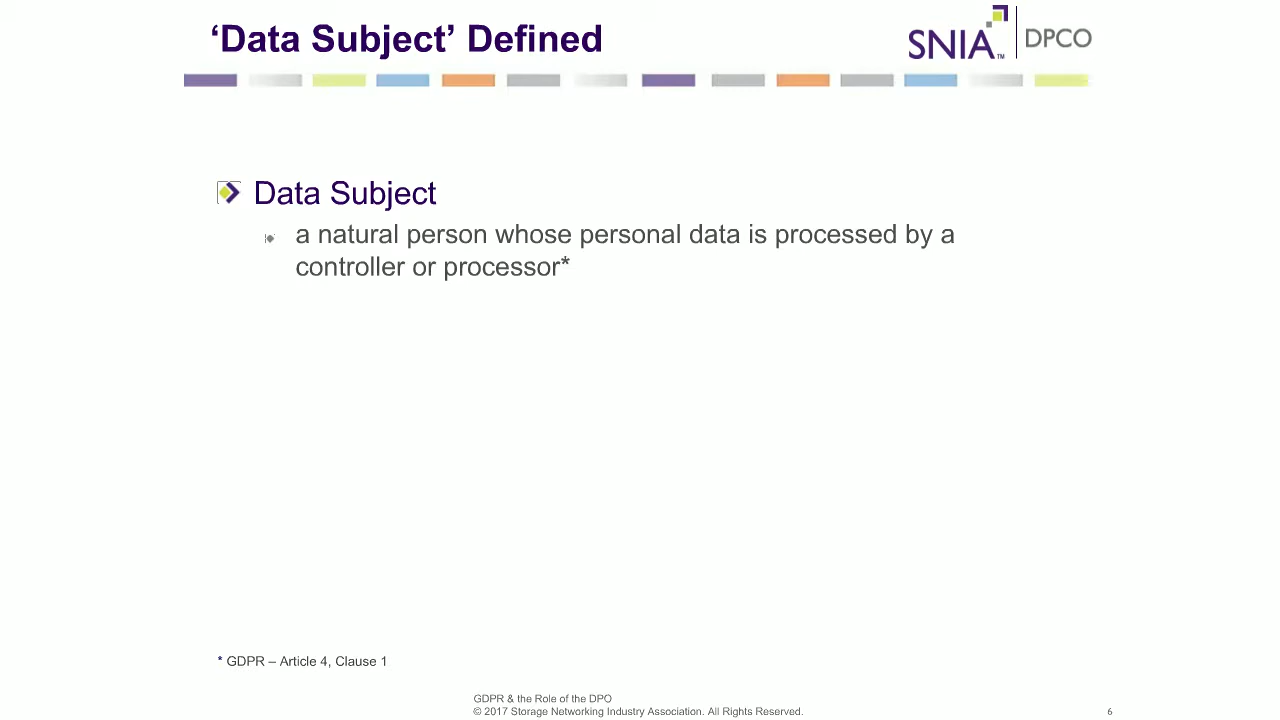 ‘Data Subject’ Defined
SNIA™ DPCO
Data Subject
a natural person whose personal data is processed by a
controller or processor*
* GDPR – Article 4, Clause 1
GDPR & the Role of the DPO
© 2017 Storage Networking Industry Association. All Rights Reserved.
6